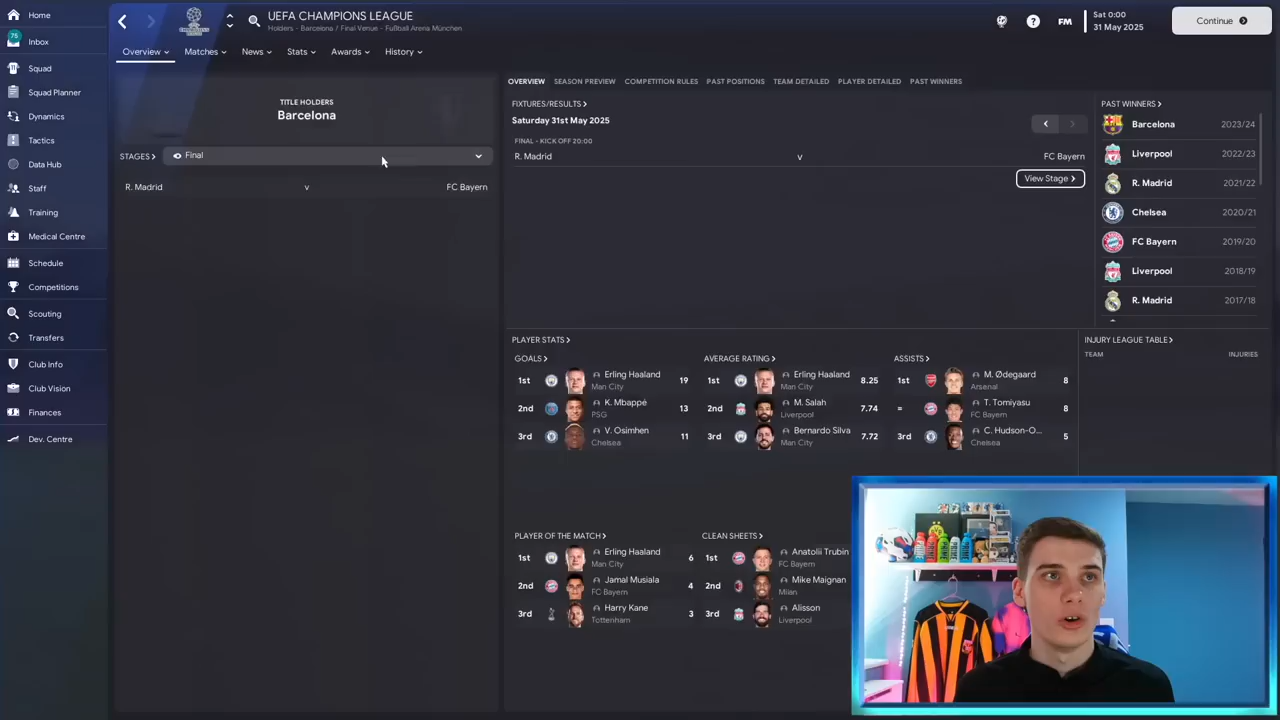 Home
75
Inbox
Squad
Squad Planner
Dynamics
Tactics
Data Hub
Staff
Training
Medical Centre
Schedule
Competitions
Scouting
Transfers
Club Info
Club Vision
Finances
Dev. Centre
UEFA CHAMPIONS LEAGUE
Holders - Barcelona / Final Venue - Fußball Arena München
FM
Sat 0:00
31 May 2025
Continue
Overview
Matches
News
Stats
Awards
History
TITLE HOLDERS
Barcelona
STAGES
Final
R. Madrid v FC Bayern
OVERVIEW
SEASON PREVIEW
COMPETITION RULES
PAST POSITIONS
TEAM DETAILED
PLAYER DETAILED
PAST WINNERS
FIXTURES/RESULTS
Saturday 31st May 2025
FINAL - KICK OFF 20:00
R. Madrid v FC Bayern
View Stage
PAST WINNERS
Barcelona 2023/24
Liverpool 2022/23
R. Madrid 2021/22
Chelsea 2020/21
FC Bayern 2019/20
Liverpool 2018/19
R. Madrid 2017/18
PLAYER STATS
GOALS
1st Erling Haaland 19
Man City
2nd K. Mbappé 13
PSG
3rd V. Osimhen 11
Chelsea
AVERAGE RATING
1st Erling Haaland 8.25
Man City
2nd M. Salah 7.74
Liverpool
3rd Bernardo Silva 7.72
Man City
ASSISTS
1st M. Ødegaard 8
Arsenal
= T. Tomiyasu 8
FC Bayern
3rd C. Hudson-O... 5
Chelsea
INJURY LEAGUE TABLE
TEAM INJURIES
PLAYER OF THE MATCH
1st Erling Haaland 6
Man City
2nd Jamal Musiala 4
FC Bayern
3rd Harry Kane 3
Tottenham
CLEAN SHEETS
1st Anatolii Trubin
FC Bayern
2nd Mike Maignan
Milan
3rd Alisson
Liverpool